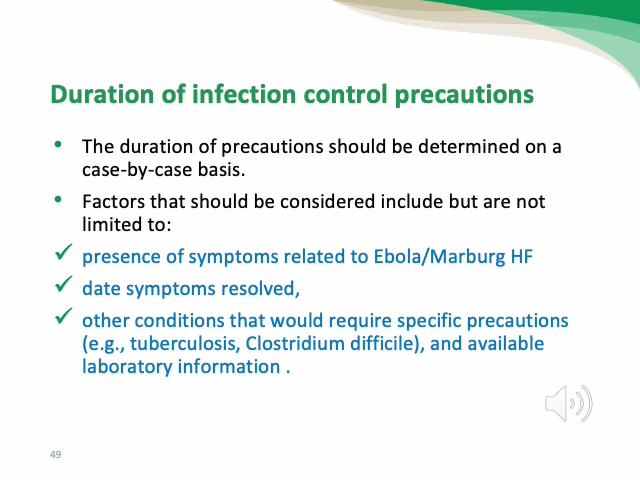 Duration of infection control precautions
• The duration of precautions should be determined on a
case-by-case basis.
• Factors that should be considered include but are not
limited to:
✓ presence of symptoms related to Ebola/Marburg HF
✓ date symptoms resolved,
✓ other conditions that would require specific precautions
(e.g., tuberculosis, Clostridium difficile), and available
laboratory information .
49